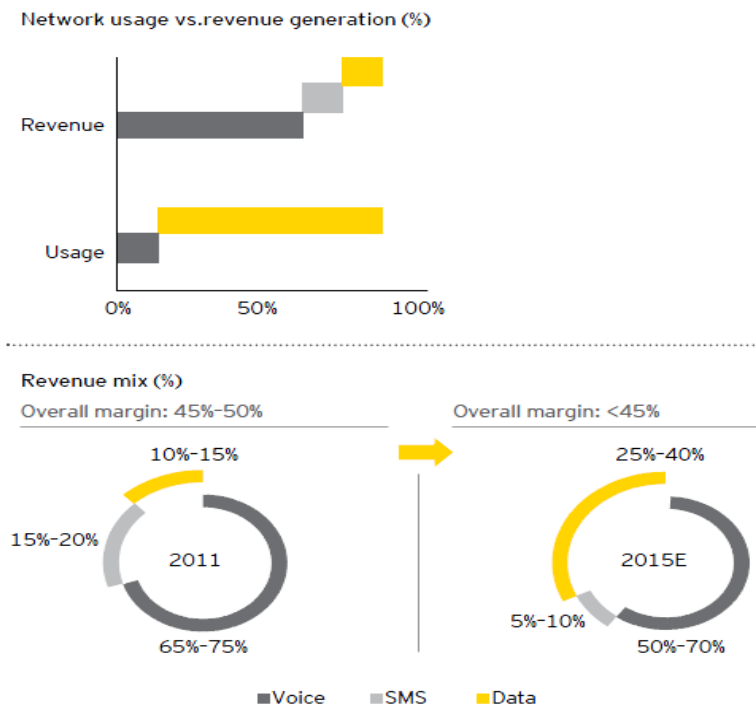 Network usage vs.revenue generation (%)
Revenue
Usage
0% 50% 100%
Revenue mix (%)
Overall margin: 45%-50%
Overall margin: <45%
10%-15%
15%-20%
2011
65%-75%
25%-40%
2015E
5%-10%
50%-70%
Voice SMS Data